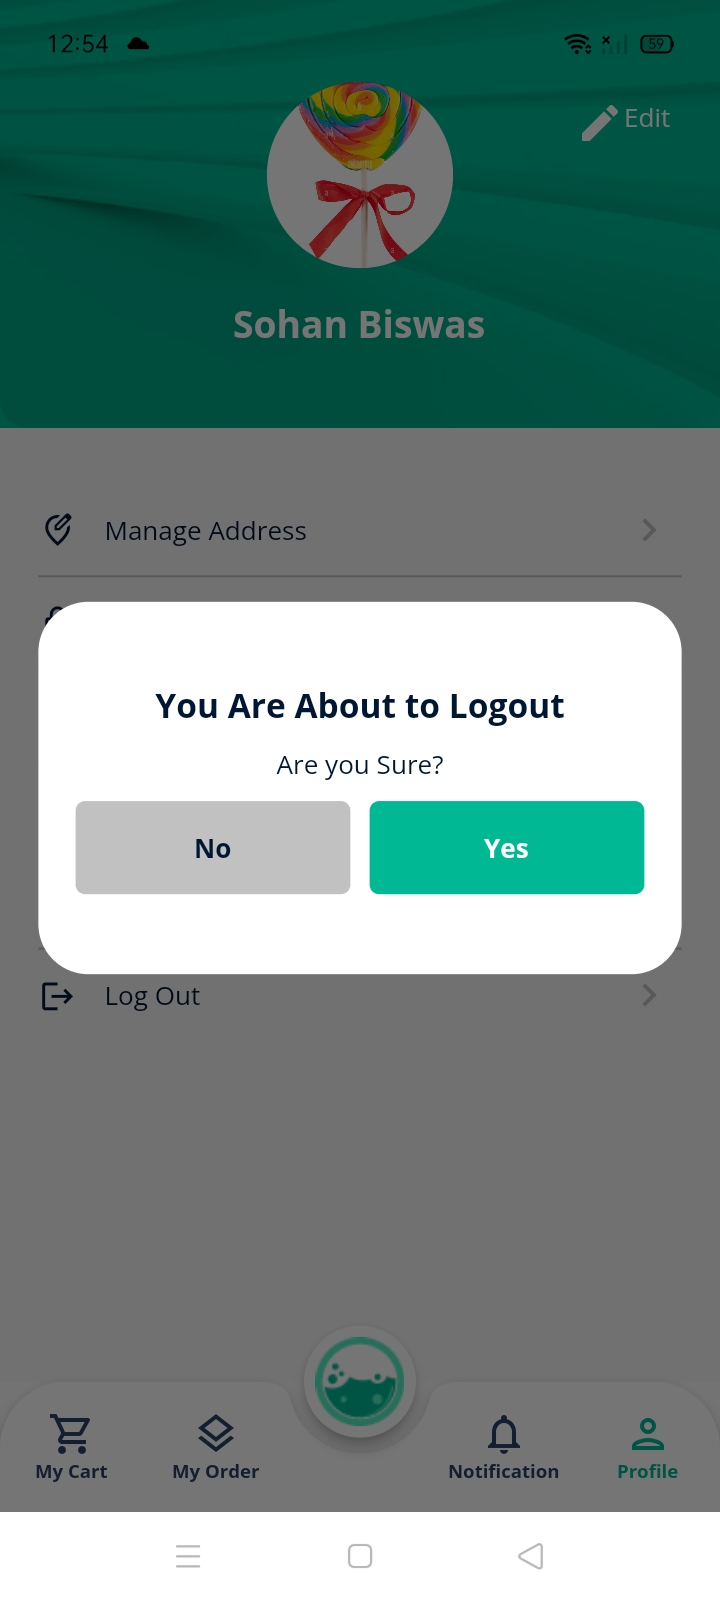 12:54
59
Edit
Sohan Biswas
Manage Address
You Are About to Logout
Are you Sure?
No
Yes
Log Out
My Cart
My Order
Notification
Profile